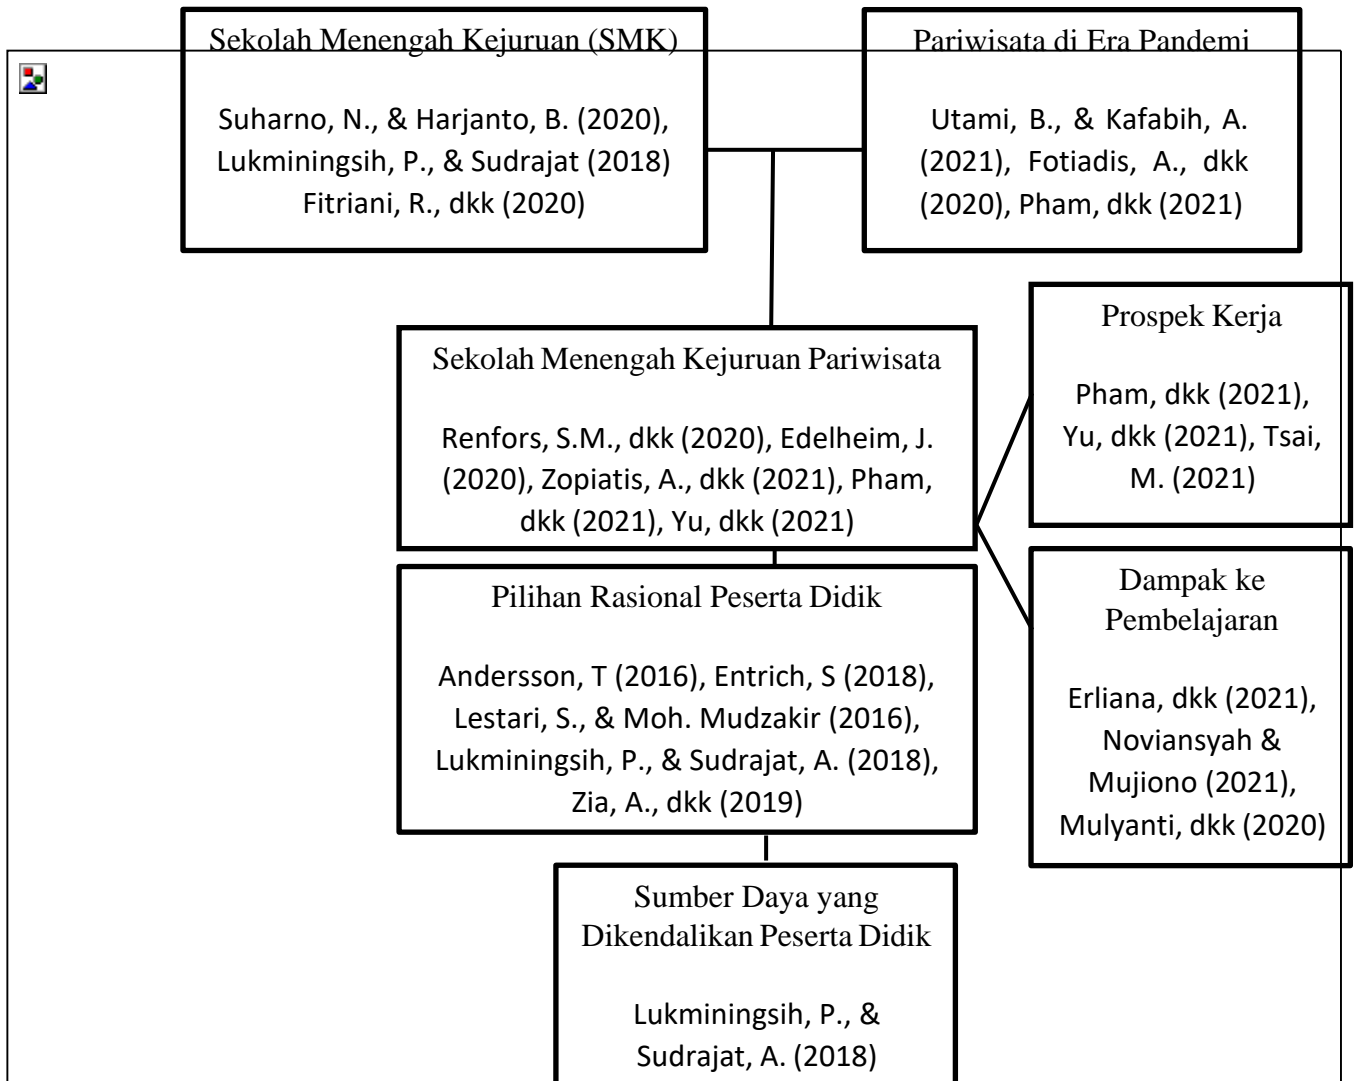 Sekolah Menengah Kejuruan (SMK)
Suharno, N., & Harjanto, B. (2020),
Lukminingsih, P., & Sudrajat (2018)
Fitriani, R., dkk (2020)
Pariwisata di Era Pandemi
Utami, B., & Kafabih, A.
(2021), Fotiadis, A., dkk
(2020), Pham, dkk (2021)
Sekolah Menengah Kejuruan Pariwisata
Renfors, S.M., dkk (2020), Edelheim, J.
(2020), Zopiatis, A., dkk (2021), Pham,
dkk (2021), Yu, dkk (2021)
Prospek Kerja
Pham, dkk (2021),
Yu, dkk (2021), Tsai,
M. (2021)
Pilihan Rasional Peserta Didik
Andersson, T (2016), Entrich, S (2018),
Lestari, S., & Moh. Mudzakir (2016),
Lukminingsih, P., & Sudrajat, A. (2018),
Zia, A., dkk (2019)
Dampak ke
Pembelajaran
Erliana, dkk (2021),
Noviansyah &
Mujiono (2021),
Mulyanti, dkk (2020)
Sumber Daya yang
Dikendalikan Peserta Didik
Lukminingsih, P., &
Sudrajat, A. (2018)